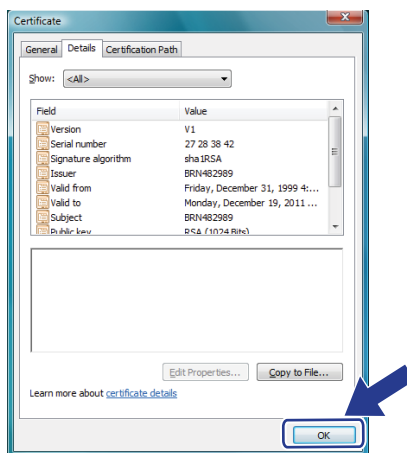 Certificate
General Details Certification Path
Show: <All>
Field Value
Version V1
Serial number 27 28 38 42
Signature algorithm sha1RSA
Issuer BRN482989
Valid from Friday, December 31, 1999 4:...
Valid to Monday, December 19, 2011 ...
Subject BRN482989
Public key RSA (1024 Bits)
Edit Properties... Copy to File...
Learn more about certificate details
OK